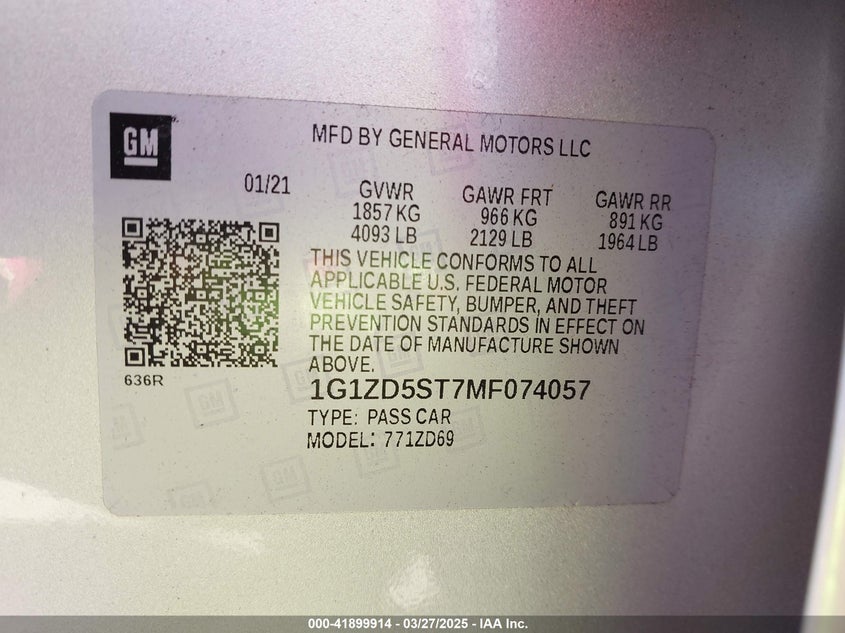 GM
MFD BY GENERAL MOTORS LLC
01/21
GVWR
1857 KG
4093 LB
GAWR FRT
966 KG
2129 LB
GAWR RR
891 KG
1964 LB
THIS VEHICLE CONFORMS TO ALL
APPLICABLE U.S. FEDERAL MOTOR
VEHICLE SAFETY, BUMPER, AND THEFT
PREVENTION STANDARDS IN EFFECT ON
THE DATE OF MANUFACTURE SHOWN
ABOVE.
636R
1G1ZD5ST7MF074057
TYPE: PASS CAR
MODEL: 771ZD69
000-41899914 - 03/27/2025 - IAA Inc.